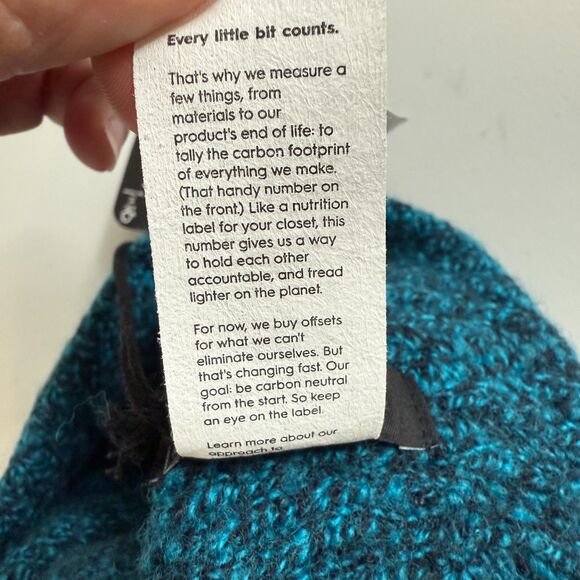 Every little bit counts.
That's why we measure a
few things, from
materials to our
product's end of life: to
tally the carbon footprint
of everything we make.
(That handy number on
the front.) Like a nutrition
label for your closet, this
number gives us a way
to hold each other
accountable, and tread
lighter on the planet.
For now, we buy offsets
for what we can't
eliminate ourselves. But
that's changing fast. Our
goal: be carbon neutral
from the start. So keep
an eye on the label.
Learn more about our
approach to